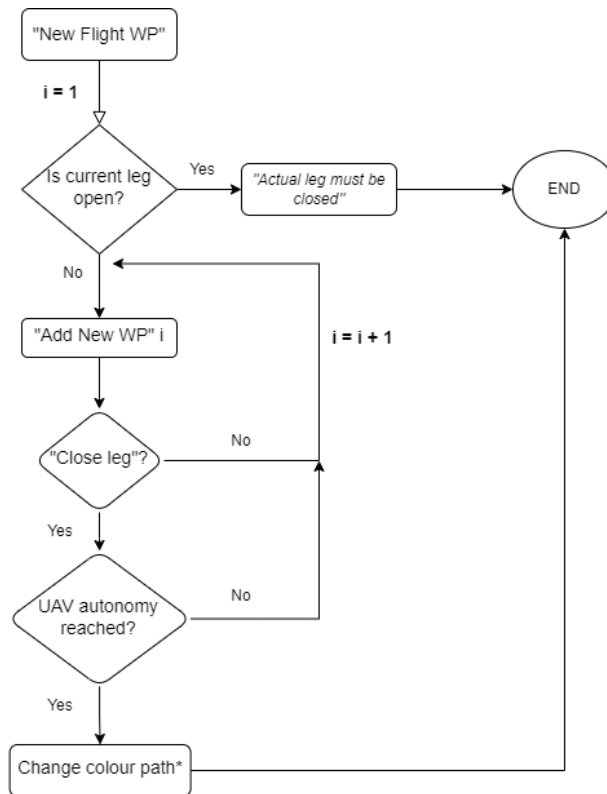 "New Flight WP"
i = 1
Is current leg
open?
Yes
"Actual leg must be
closed"
END
No
"Add New WP" i
i = i + 1
"Close leg"?
No
Yes
UAV autonomy
reached?
No
Yes
Change colour path*